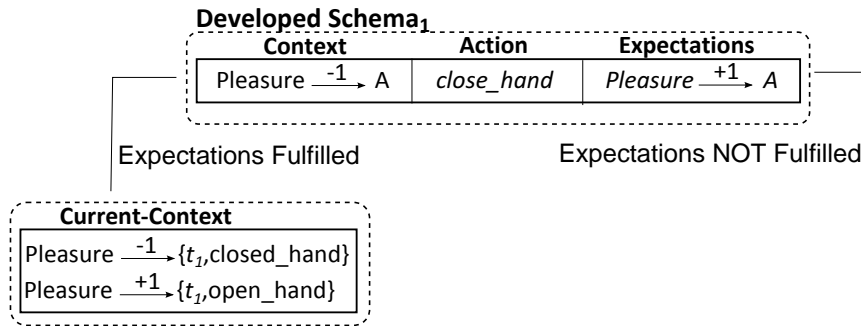 Developed Schema₁
Context Action Expectations
Pleasure -1 A close_hand Pleasure +1 A
Expectations Fulfilled Expectations NOT Fulfilled
Current-Context
Pleasure -1 {t₁,closed_hand}
Pleasure +1 {t₁,open_hand}